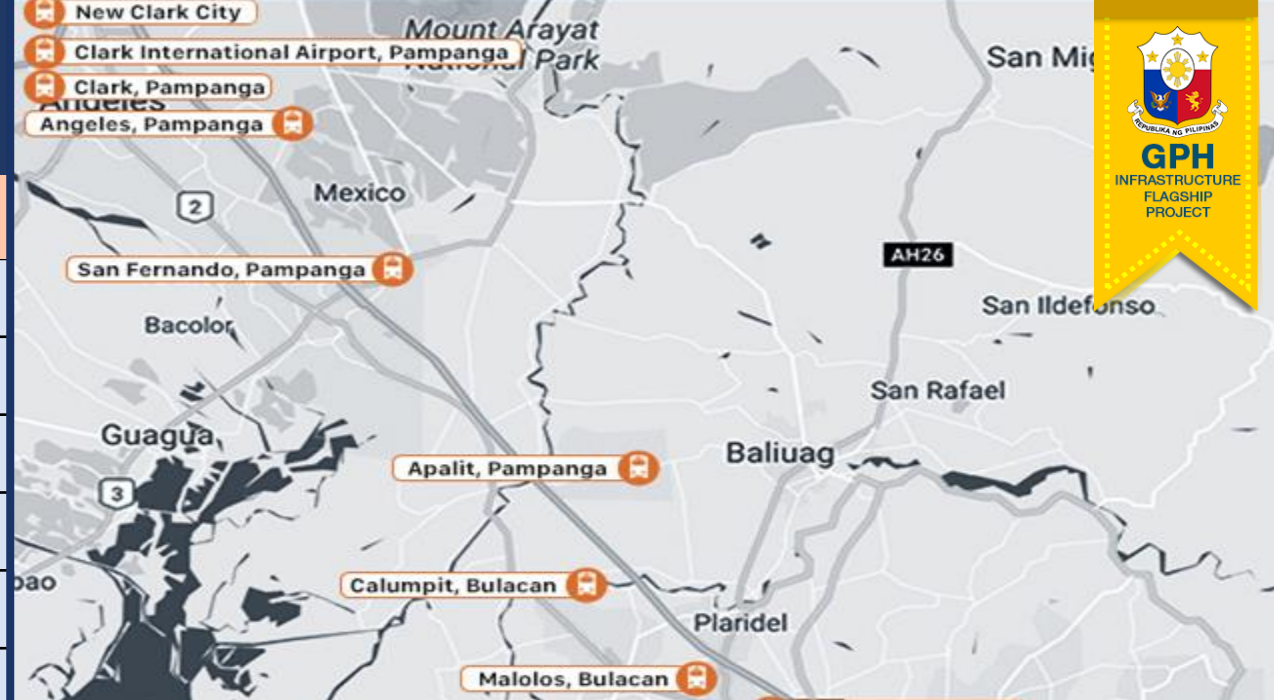 New Clark City
Mount Arayat
National Park
Clark International Airport, Pampanga
Clark, Pampanga
Angeles
Angeles, Pampanga
San Mig
REPUBLIKA NG PILIPINAS
GPH
INFRASTRUCTURE
FLAGSHIP
PROJECT
Mexico
2
AH26
San Fernando, Pampanga
San Ildefonso
Bacolor
San Rafael
Guagua
Baliuag
Apalit, Pampanga
3
bao
Calumpit, Bulacan
Plaridel
Malolos, Bulacan